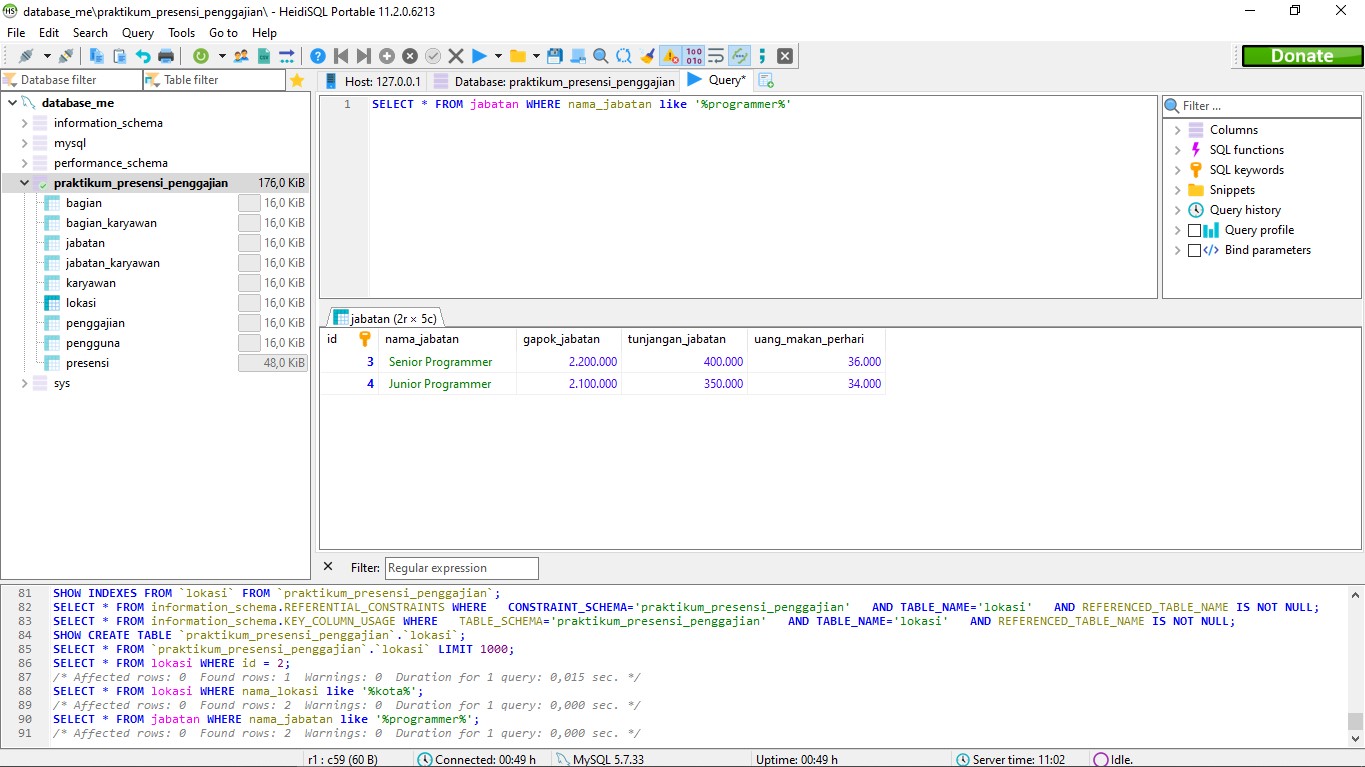 HS database_me\praktikum_presensi_penggajian\ - HeidiSQL Portable 11.2.0.6213
File Edit Search Query Tools Go to Help
Donate
Database filter Table filter
Host: 127.0.0.1 Database: praktikum_presensi_penggajian Query*
database_me
information_schema
mysql
performance_schema
praktikum_presensi_penggajian 176,0 KiB
bagian 16,0 KiB
bagian_karyawan 16,0 KiB
jabatan 16,0 KiB
jabatan_karyawan 16,0 KiB
karyawan 16,0 KiB
lokasi 16,0 KiB
penggajian 16,0 KiB
pengguna 16,0 KiB
presensi 48,0 KiB
sys
1 SELECT * FROM jabatan WHERE nama_jabatan like '%programmer%'
Filter ...
Columns
SQL functions
SQL keywords
Snippets
Query history
Query profile
Bind parameters
jabatan (2r × 5c)
id nama_jabatan gapok_jabatan tunjangan_jabatan uang_makan_perhari
3 Senior Programmer 2.200.000 400.000 36.000
4 Junior Programmer 2.100.000 350.000 34.000
Filter: Regular expression
81 SHOW INDEXES FROM `lokasi` FROM `praktikum_presensi_penggajian`;
82 SELECT * FROM information_schema.REFERENTIAL_CONSTRAINTS WHERE CONSTRAINT_SCHEMA='praktikum_presensi_penggajian' AND TABLE_NAME='lokasi' AND REFERENCED_TABLE_NAME IS NOT NULL;
83 SELECT * FROM information_schema.KEY_COLUMN_USAGE WHERE TABLE_SCHEMA='praktikum_presensi_penggajian' AND TABLE_NAME='lokasi' AND REFERENCED_TABLE_NAME IS NOT NULL;
84 SHOW CREATE TABLE `praktikum_presensi_penggajian`.`lokasi`;
85 SELECT * FROM `praktikum_presensi_penggajian`.`lokasi` LIMIT 1000;
86 SELECT * FROM lokasi WHERE id = 2;
87 /* Affected rows: 0 Found rows: 1 Warnings: 0 Duration for 1 query: 0,015 sec. */
88 SELECT * FROM lokasi WHERE nama_lokasi like '%kota%';
89 /* Affected rows: 0 Found rows: 2 Warnings: 0 Duration for 1 query: 0,000 sec. */
90 SELECT * FROM jabatan WHERE nama_jabatan like '%programmer%';
91 /* Affected rows: 0 Found rows: 2 Warnings: 0 Duration for 1 query: 0,000 sec. */
r1 : c59 (60 B) Connected: 00:49 h MySQL 5.7.33 Uptime: 00:49 h Server time: 11:02 Idle.